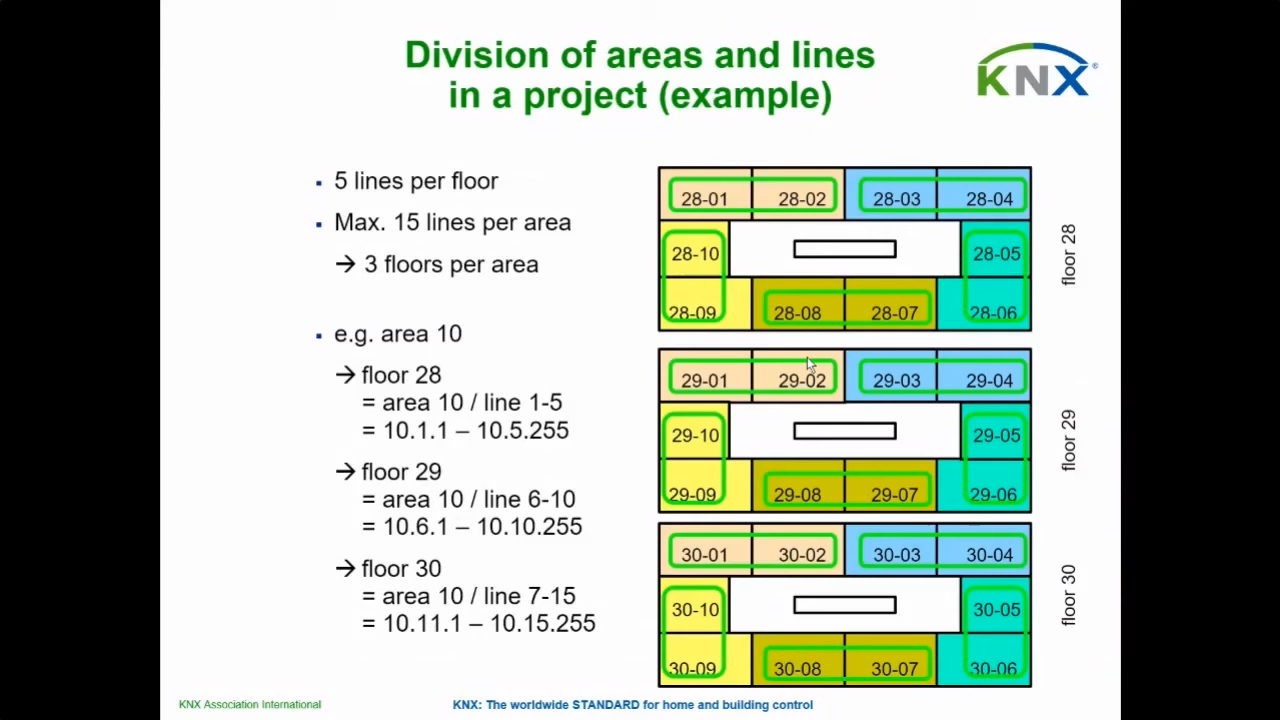 Division of areas and lines
in a project (example)
KNX®
▪ 5 lines per floor
▪ Max. 15 lines per area
→ 3 floors per area
▪ e.g. area 10
→ floor 28
= area 10 / line 1-5
= 10.1.1 – 10.5.255
→ floor 29
= area 10 / line 6-10
= 10.6.1 – 10.10.255
→ floor 30
= area 10 / line 7-15
= 10.11.1 – 10.15.255
28-01 28-02 28-03 28-04
28-10 28-05
28-09 28-08 28-07 28-06
floor 28
29-01 29-02 29-03 29-04
29-10 29-05
29-09 29-08 29-07 29-06
floor 29
30-01 30-02 30-03 30-04
30-10 30-05
30-09 30-08 30-07 30-06
floor 30
KNX Association International
KNX: The worldwide STANDARD for home and building control